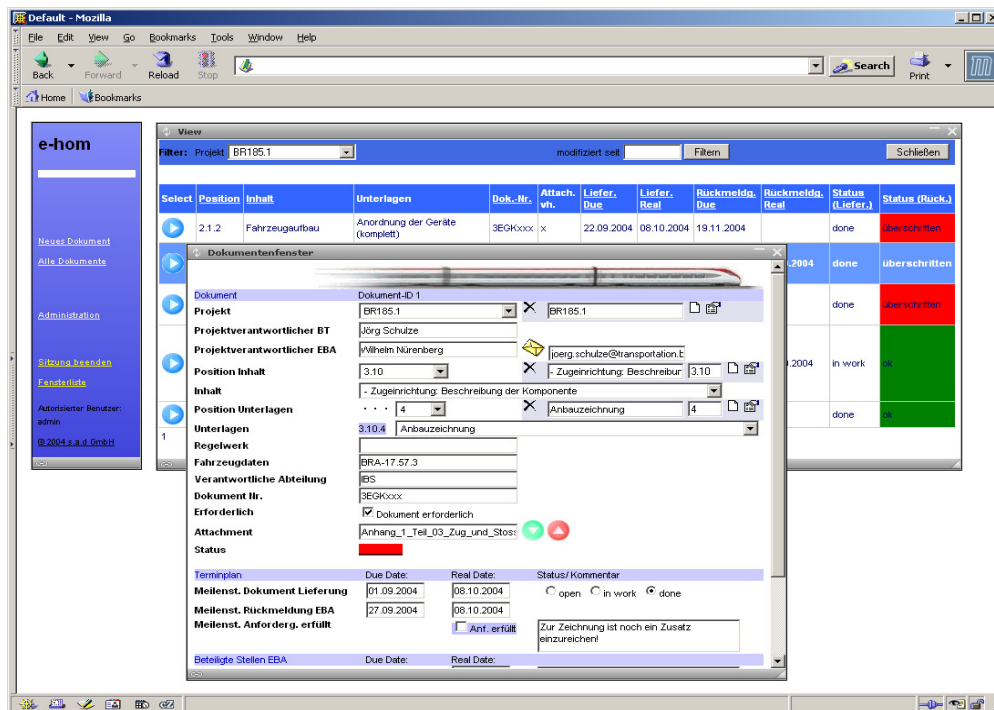 Default - Mozilla
File Edit View Go Bookmarks Tools Window Help
Back Forward Reload Stop Search Print
Home Bookmarks
e-hom
Neues Dokument
Alle Dokumente
Administration
Sitzung beenden
Fensterliste
Autorisierter Benutzer:
admin
© 2004 s.a.d GmbH
View
Filter: Projekt BR185.1 modifiziert seit Filtern Schließen
Select Position Inhalt Unterlagen Dok.-Nr. Attach. vh. Liefer. Due Liefer. Real Rückmeldg. Due Rückmeldg. Real Status (Liefer.) Status (Rück.)
2.1.2 Fahrzeugaufbau Anordnung der Geräte (komplett) 3EGKxxx x 22.09.2004 08.10.2004 19.11.2004 done überschritten
.2004 done überschritten
done überschritten
.2004 in work ok
done ok
1
Dokumentenfenster
Dokument Dokument-ID 1
Projekt BR185.1 BR185.1
Projektverantwortlicher BT Jörg Schulze
Projektverantwortlicher EBA Wilhelm Nürenberg joerg.schulze@transportation.b
Position Inhalt 3.10 - Zugeinrichtung: Beschreibur 3.10
Inhalt - Zugeinrichtung: Beschreibung der Komponente
Position Unterlagen · · · 4 Anbauzeichnung 4
Unterlagen 3.10.4 Anbauzeichnung
Regelwerk
Fahrzeugdaten BRA-17.57.3
Verantwortliche Abteilung IBS
Dokument Nr. 3EGKxxx
Erforderlich Dokument erforderlich
Attachment Anhang_1_Teil_03_Zug_und_Stoss
Status
Terminplan Due Date: Real Date: Status/Kommentar
Meilenst. Dokument Lieferung 01.09.2004 08.10.2004 open in work done
Meilenst. Rückmeldung EBA 27.09.2004 08.10.2004
Meilenst. Anforderg. erfüllt Anf. erfüllt Zur Zeichnung ist noch ein Zusatz
einzureichen!
Beteiligte Stellen EBA Due Date: Real Date: